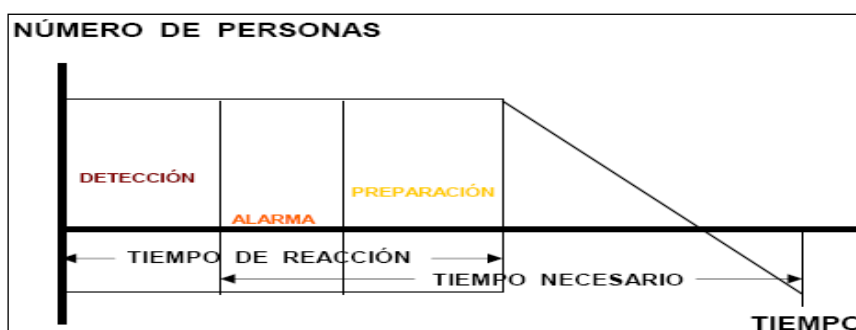 NÚMERO DE PERSONAS
DETECCIÓN
PREPARACIÓN
ALARMA
TIEMPO DE REACCIÓN
TIEMPO NECESARIO
TIEMPO